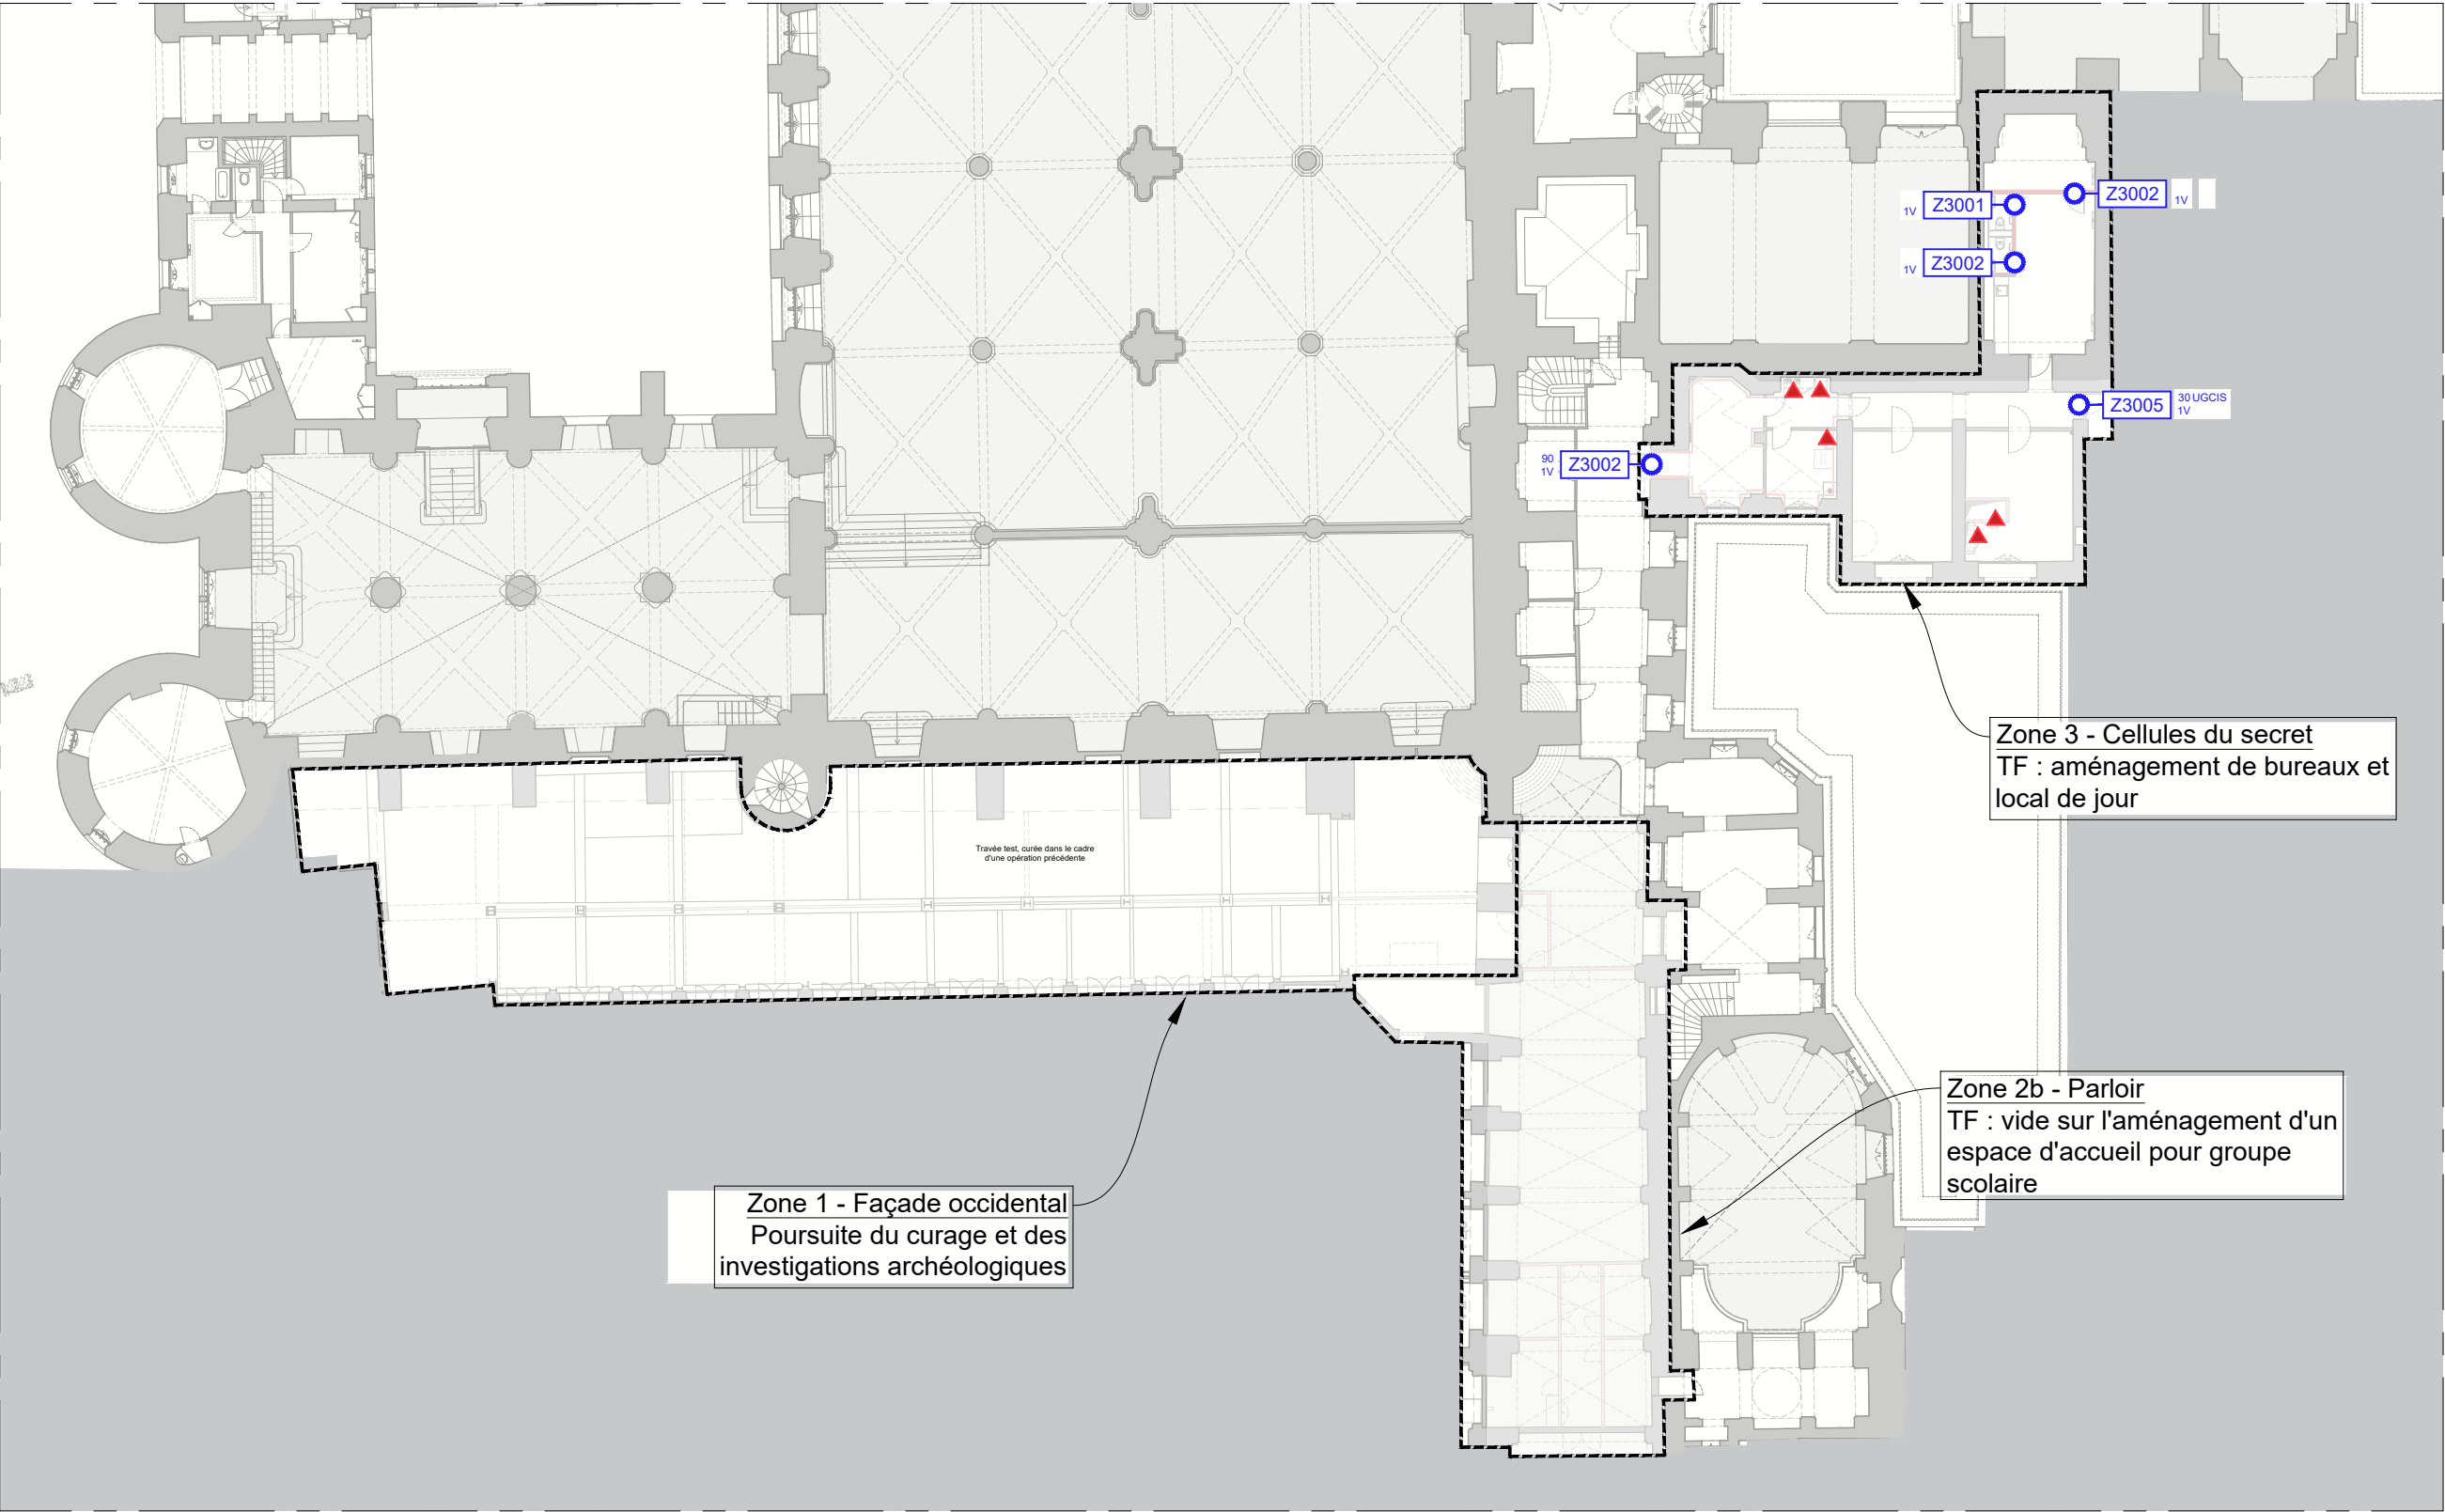 1V Z3001
Z3002 1V
1V Z3002
Z3005 30 UGCIS
1V
90
1V Z3002
Zone 3 - Cellules du secret
TF : aménagement de bureaux et
local de jour
Travée test, curée dans le cadre
d'une opération précédente
Zone 2b - Parloir
TF : vide sur l'aménagement d'un
espace d'accueil pour groupe
scolaire
Zone 1 - Façade occidental
Poursuite du curage et des
investigations archéologiques